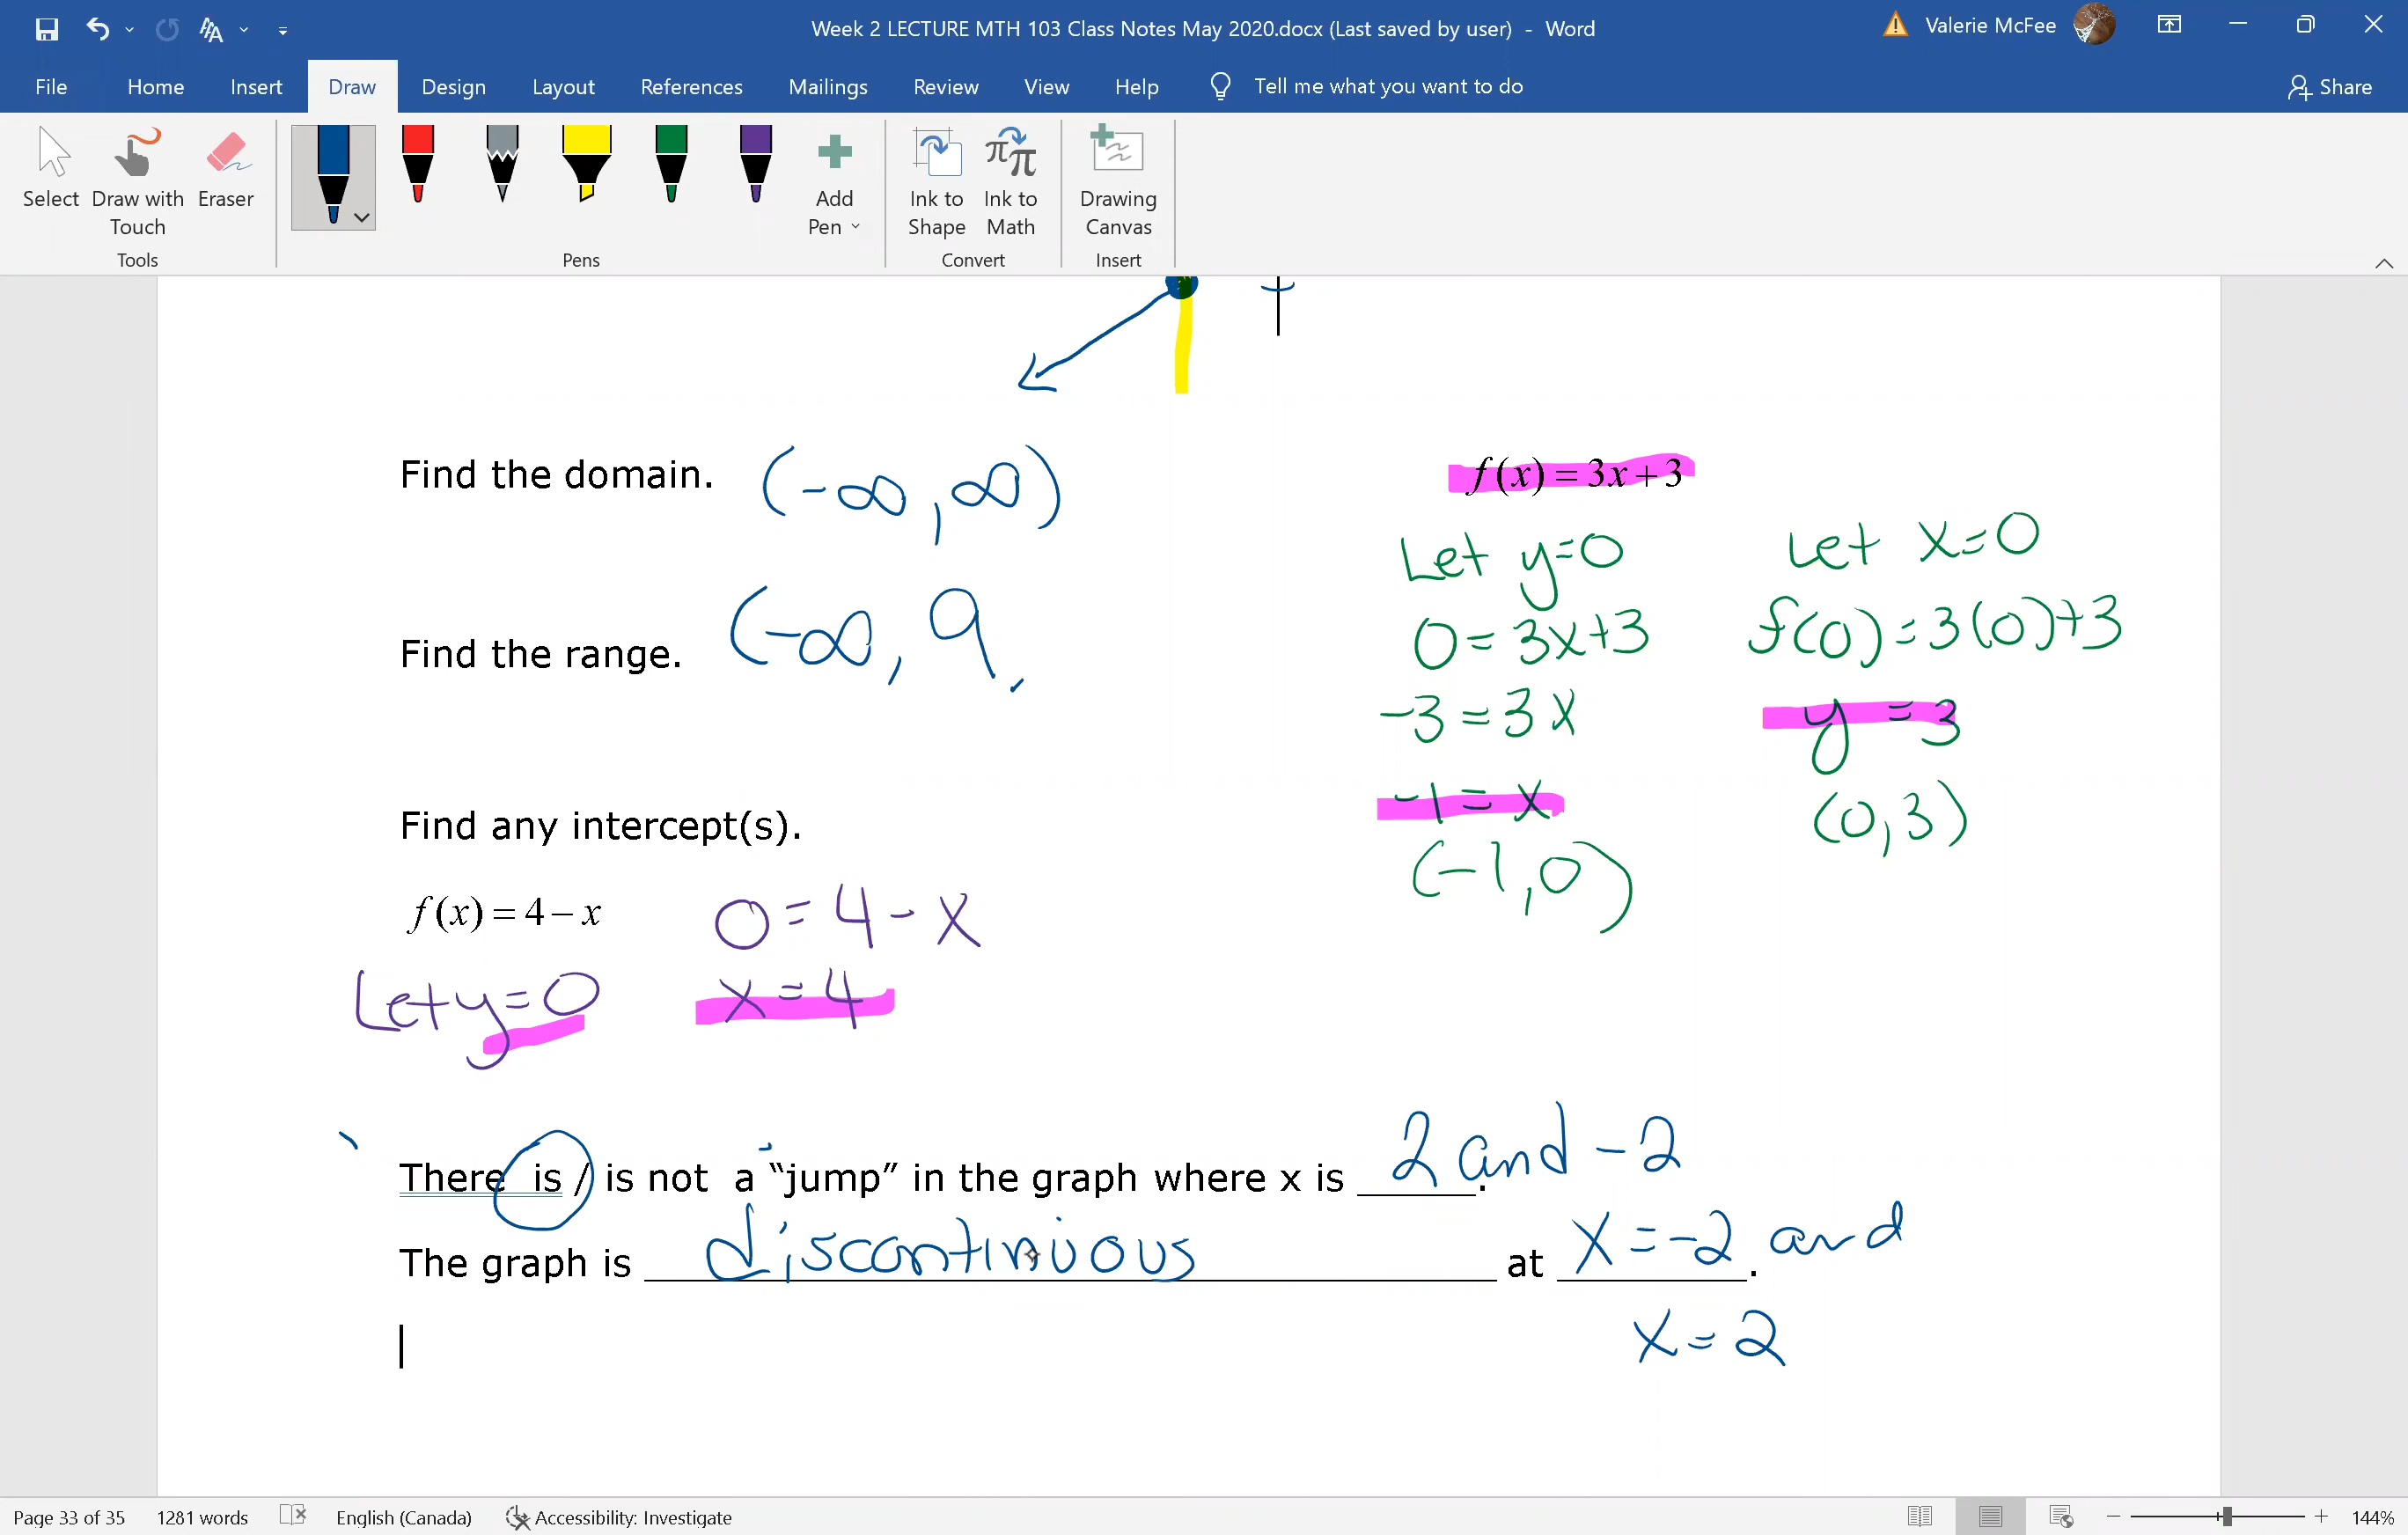 Week 2 LECTURE MTH 103 Class Notes May 2020.docx (Last saved by user) - Word
Valerie McFee
File Home Insert Draw Design Layout References Mailings Review View Help Tell me what you want to do Share
Select Draw with Touch Eraser
Add Pen
Ink to Shape Ink to Math
Drawing Canvas
Tools Pens Convert Insert
Find the domain. (-∞, ∞)
f(x) = 3x + 3
Let y=0
Let x=0
0 = 3x+3
f(0) = 3(0)+3
Find the range. (-∞, 9
-3 = 3x
y = 3
-1 = x
(0,3)
Find any intercept(s).
(-1,0)
f(x) = 4 – x
0 = 4 - x
Let y=0
x = 4
There is / is not a “jump” in the graph where x is ______. 2 and -2
The graph is discontinuous at x = -2 and.
x = 2
Page 33 of 35 1281 words English (Canada) Accessibility: Investigate 144%